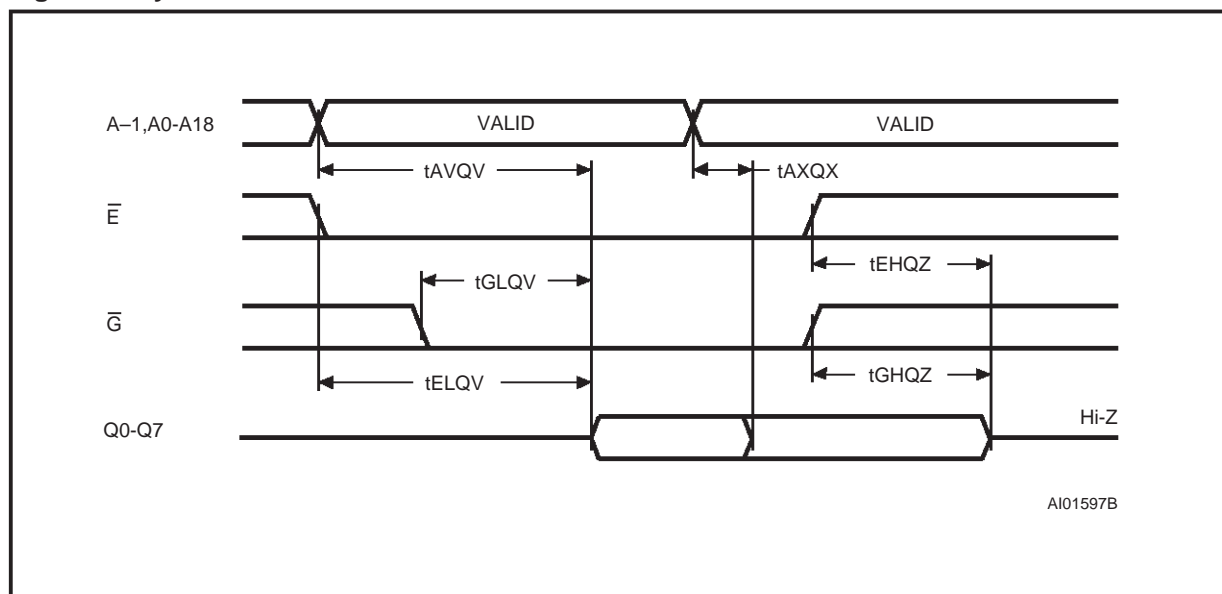 A–1,A0-A18
VALID
VALID
tAVQV
tAXQX
E̅
tEHQZ
tGLQV
G̅
tELQV
tGHQZ
Q0-Q7
Hi-Z
AI01597B